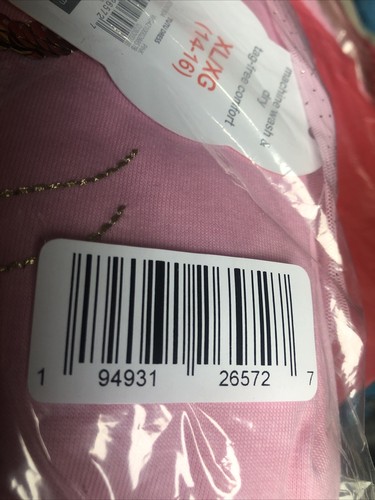 XL/XG
(14-16)
tag-free comfort
machine wash &
dry
1 94931 26572 7